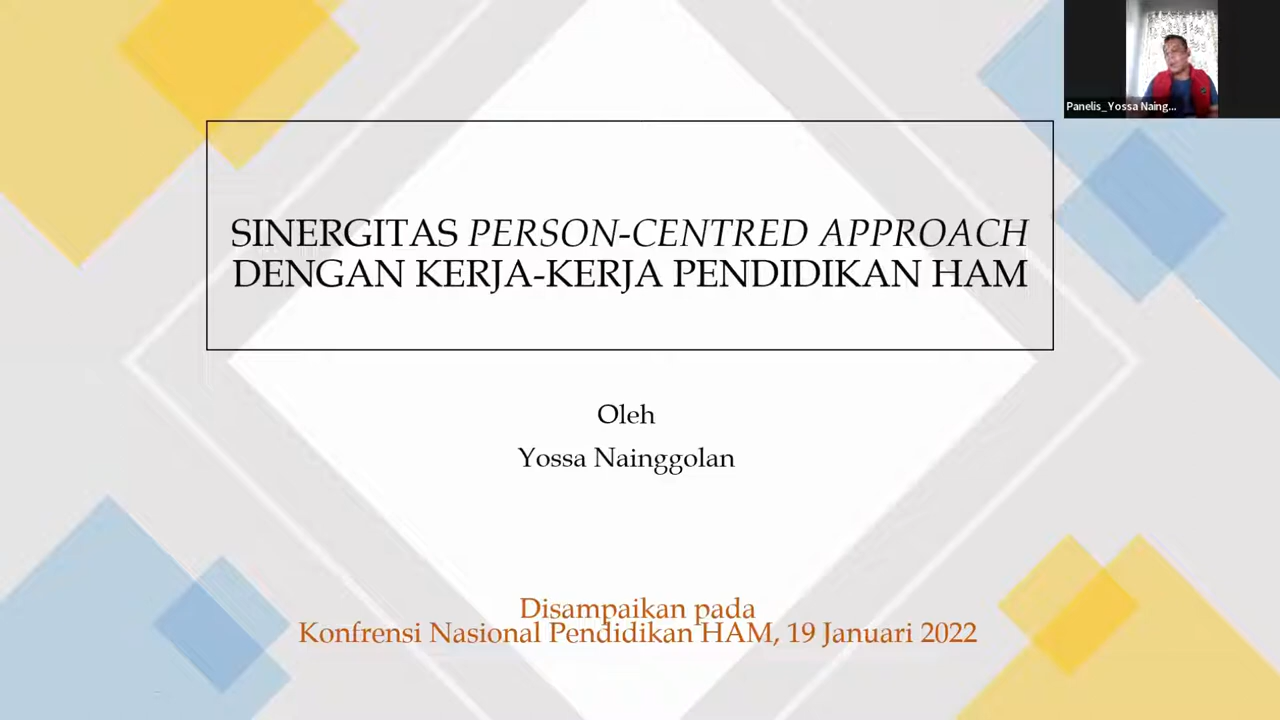 Panelis_Yossa Naing...
SINERGITAS PERSON-CENTRED APPROACH
DENGAN KERJA-KERJA PENDIDIKAN HAM
Oleh
Yossa Nainggolan
Disampaikan pada
Konfrensi Nasional Pendidikan HAM, 19 Januari 2022